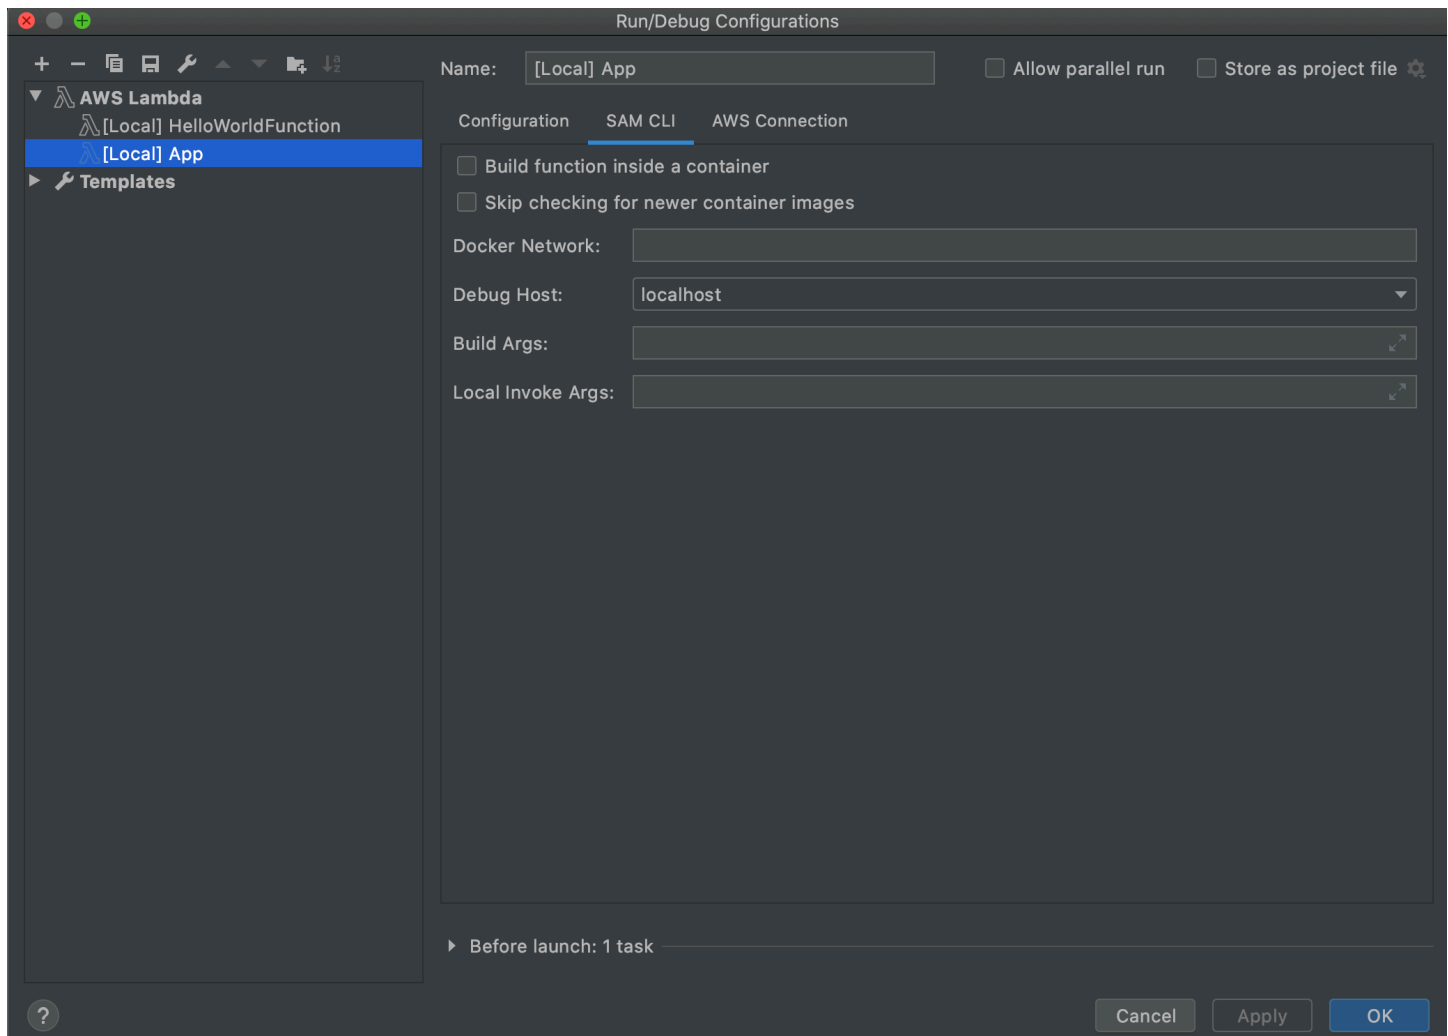 Run/Debug Configurations
Name: [Local] App Allow parallel run Store as project file
AWS Lambda
[Local] HelloWorldFunction
[Local] App
Templates
Configuration SAM CLI AWS Connection
Build function inside a container
Skip checking for newer container images
Docker Network:
Debug Host: localhost
Build Args:
Local Invoke Args:
Before launch: 1 task
? Cancel Apply OK